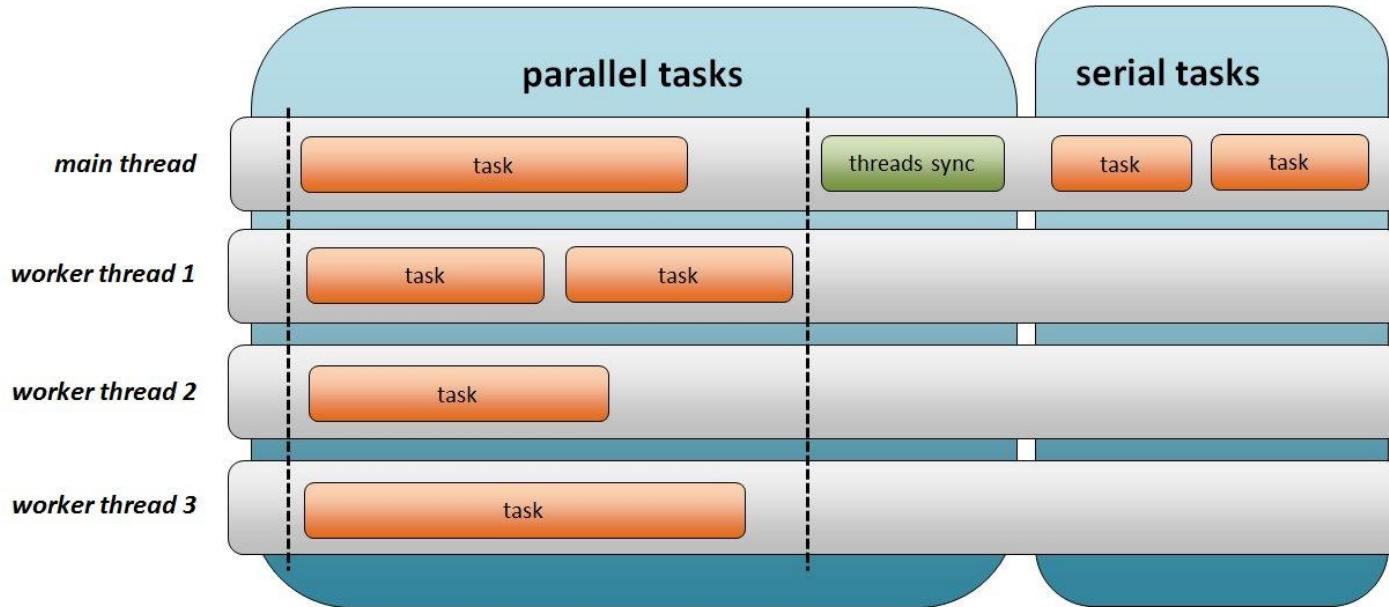 parallel tasks
serial tasks
main thread
task
threads sync
task
task
worker thread 1
task
task
worker thread 2
task
worker thread 3
task